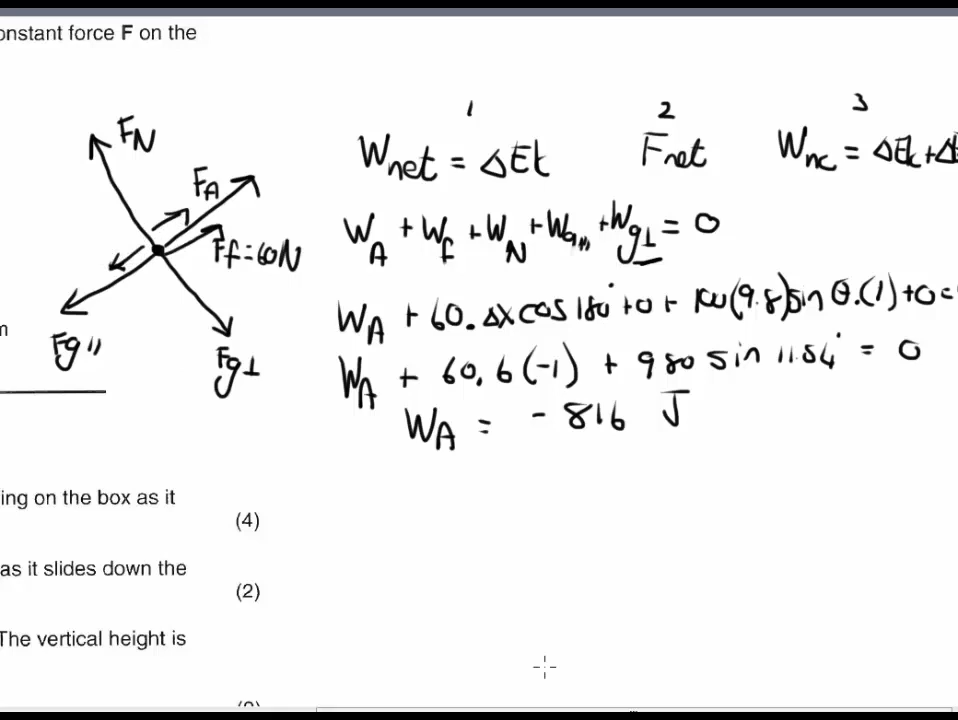 onstant force F on the
1 2 3
Wnet = ΔEk Fnet Wnc = ΔEk + ΔE
FN
FA
Ff = 60N
Fg//
Fg⊥
WA + Wf + WN + Wg// + Wg⊥ = 0
WA + 60. Δx cos 180° + 0 + 100(9.8) sin θ.(1) + 0 =
WA + 60.6(-1) + 980 sin 11.54° = 0
WA = - 816 J
m
ing on the box as it
(4)
as it slides down the
(2)
The vertical height is